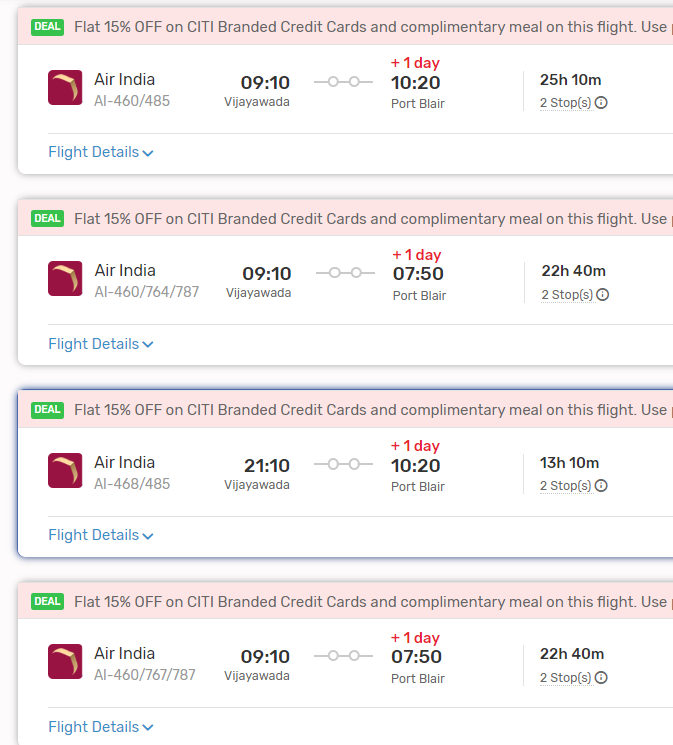 DEAL Flat 15% OFF on CITI Branded Credit Cards and complimentary meal on this flight. Use
+ 1 day
Air India 09:10 10:20 25h 10m
AI-460/485 Vijayawada Port Blair 2 Stop(s)
Flight Details
DEAL Flat 15% OFF on CITI Branded Credit Cards and complimentary meal on this flight. Use
+ 1 day
Air India 09:10 07:50 22h 40m
AI-460/764/787 Vijayawada Port Blair 2 Stop(s)
Flight Details
DEAL Flat 15% OFF on CITI Branded Credit Cards and complimentary meal on this flight. Use
+ 1 day
Air India 21:10 10:20 13h 10m
AI-468/485 Vijayawada Port Blair 2 Stop(s)
Flight Details
DEAL Flat 15% OFF on CITI Branded Credit Cards and complimentary meal on this flight. Use
+ 1 day
Air India 09:10 07:50 22h 40m
AI-460/767/787 Vijayawada Port Blair 2 Stop(s)
Flight Details